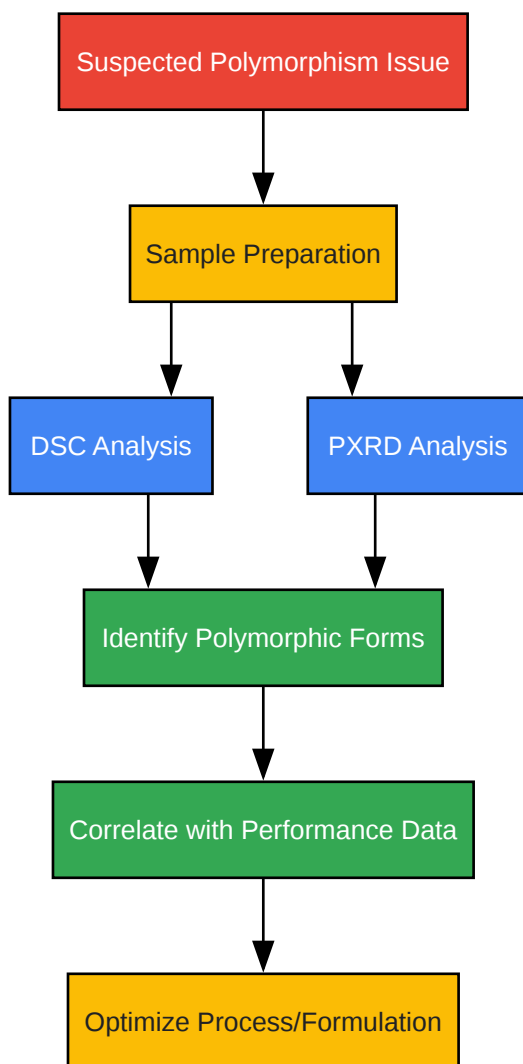 Suspected Polymorphism Issue
Sample Preparation
DSC Analysis
PXRD Analysis
Identify Polymorphic Forms
Correlate with Performance Data
Optimize Process/Formulation